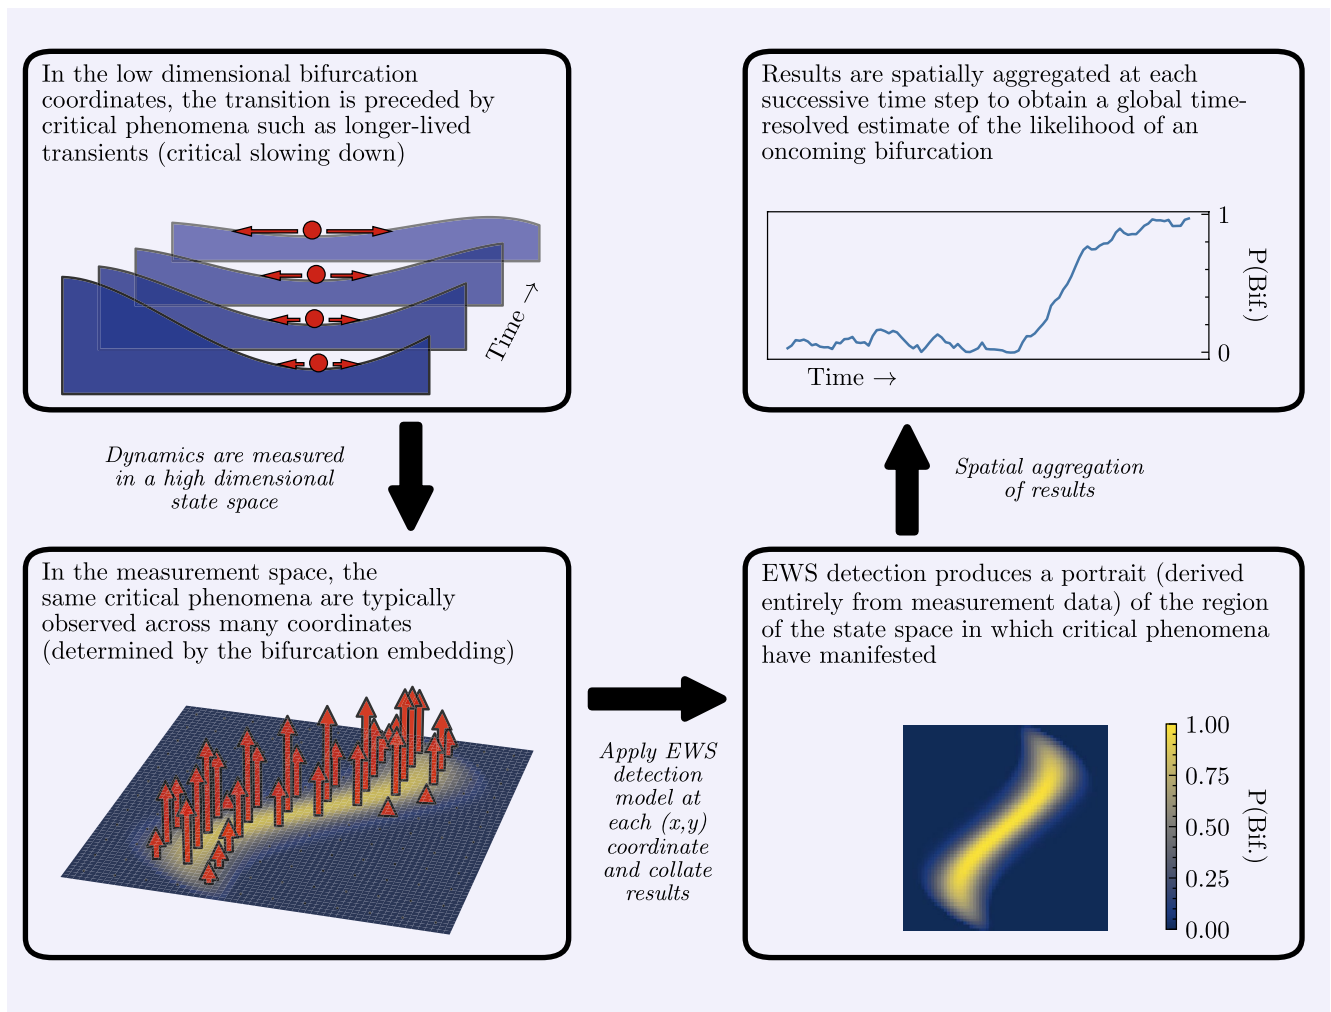 In the low dimensional bifurcation
coordinates, the transition is preceded by
critical phenomena such as longer-lived
transients (critical slowing down)
Time →
Dynamics are measured
in a high dimensional
state space
In the measurement space, the
same critical phenomena are typically
observed across many coordinates
(determined by the bifurcation embedding)
Apply EWS
detection
model at
each (x,y)
coordinate
and collate
results
EWS detection produces a portrait (derived
entirely from measurement data) of the region
of the state space in which critical phenomena
have manifested
1.00
0.75
0.50
0.25
0.00
P(Bif.)
Spatial aggregation
of results
Results are spatially aggregated at each
successive time step to obtain a global time-
resolved estimate of the likelihood of an
oncoming bifurcation
1
0
P(Bif.)
Time →